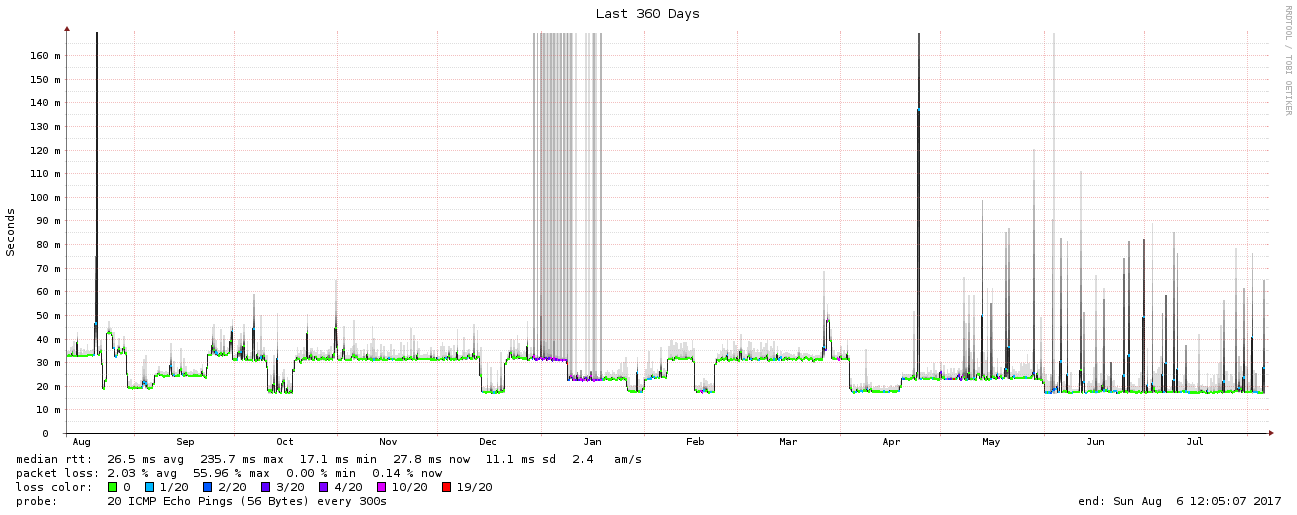 Last 360 Days
RRDTOOL / TOBI OETIKER
Seconds
160 m
150 m
140 m
130 m
120 m
110 m
100 m
90 m
80 m
70 m
60 m
50 m
40 m
30 m
20 m
10 m
0
Aug Sep Oct Nov Dec Jan Feb Mar Apr May Jun Jul
median rtt: 26.5 ms avg 235.7 ms max 17.1 ms min 27.8 ms now 11.1 ms sd 2.4 am/s
packet loss: 2.03 % avg 55.96 % max 0.00 % min 0.14 % now
loss color: 0 1/20 2/20 3/20 4/20 10/20 19/20
probe: 20 ICMP Echo Pings (56 Bytes) every 300s end: Sun Aug 6 12:05:07 2017